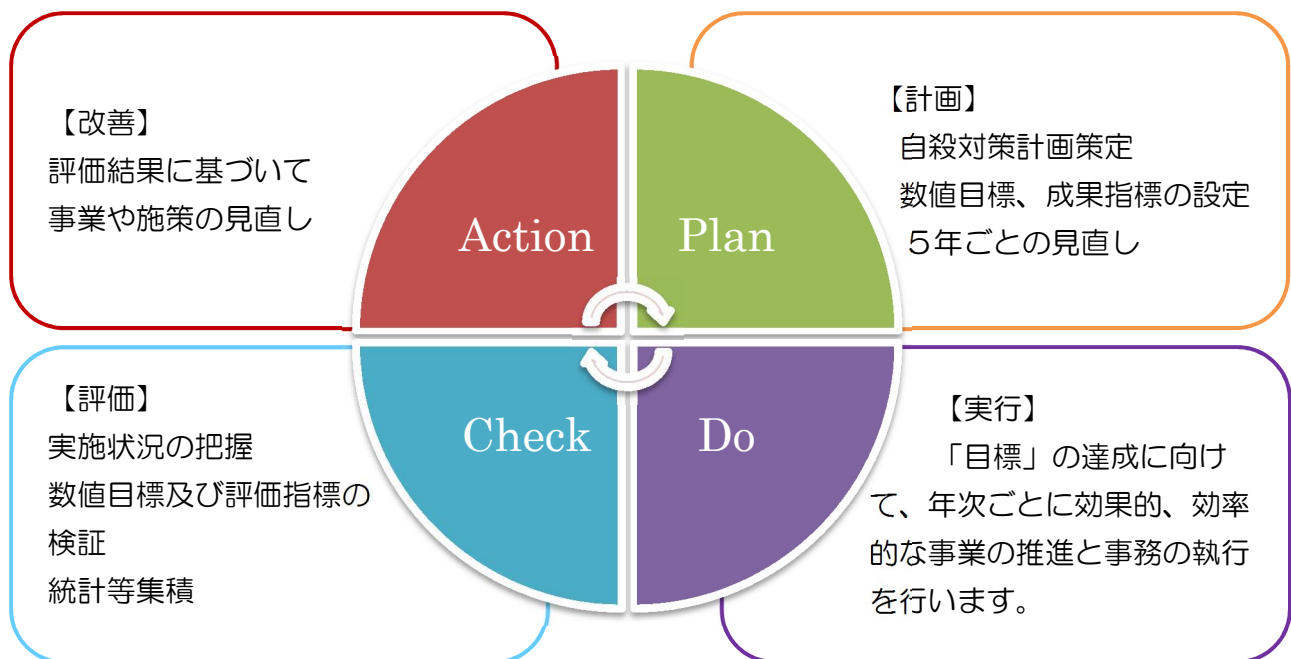 【改善】
評価結果に基づいて
事業や施策の見直し
Action
Plan
【計画】
自殺対策計画策定
数値目標、成果指標の設定
５年ごとの見直し
【評価】
実施状況の把握
数値目標及び評価指標の
検証
統計等集積
Check
Do
【実行】
「目標」の達成に向け
て、年次ごとに効果的、効率
的な事業の推進と事務の執行
を行います。